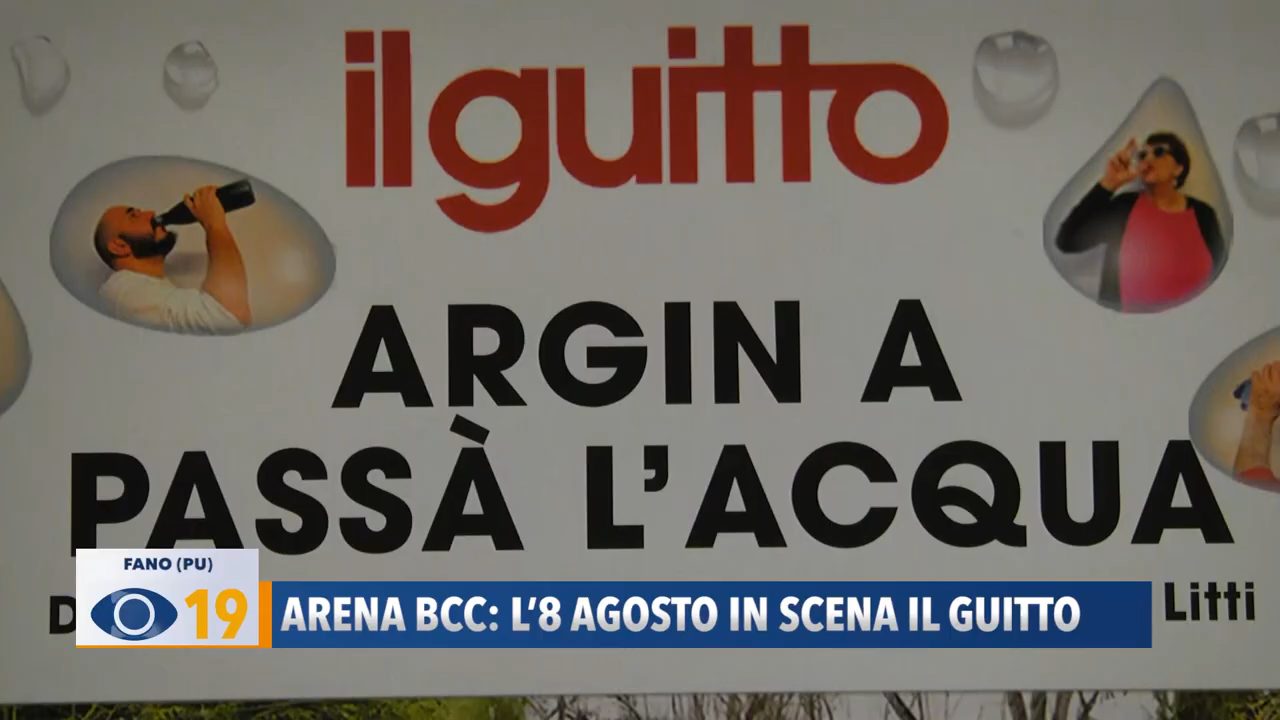 il guitto
ARGIN A
PASSÀ L'ACQUA
Litti
FANO (PU)
19
ARENA BCC: L'8 AGOSTO IN SCENA IL GUITTO